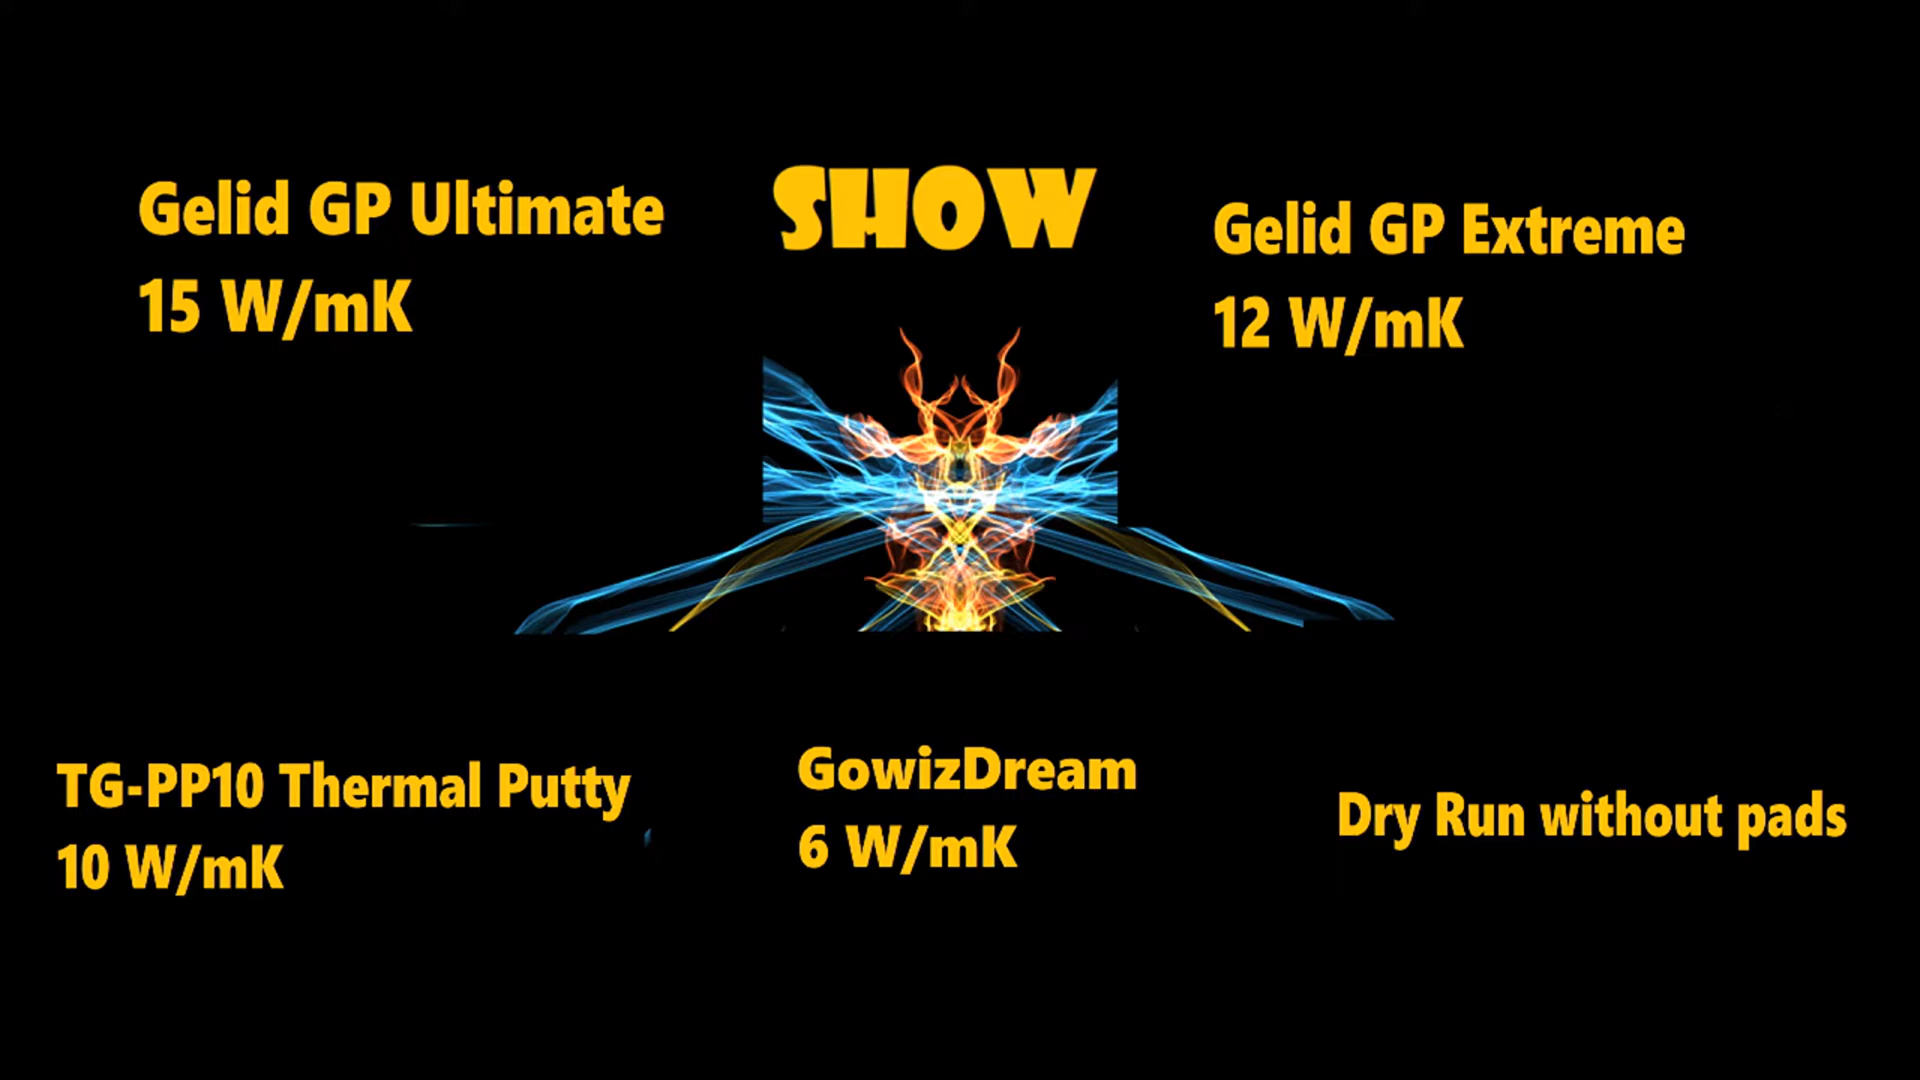 SHOW
Gelid GP Ultimate
15 W/mK
Gelid GP Extreme
12 W/mK
TG-PP10 Thermal Putty
10 W/mK
GowizDream
6 W/mK
Dry Run without pads